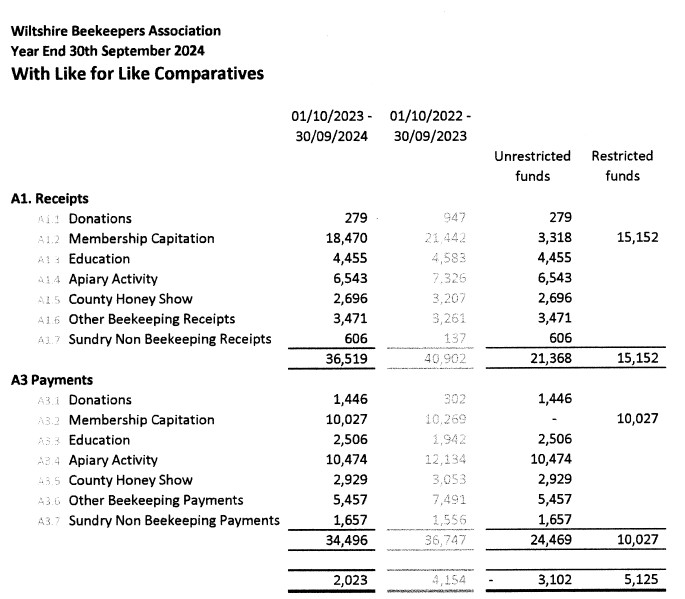 Wiltshire Beekeepers Association
Year End 30th September 2024
With Like for Like Comparatives
01/10/2023 - 01/10/2022 -
30/09/2024 30/09/2023
Unrestricted Restricted
funds funds
A1. Receipts
A1.1 Donations 279 947 279
A1.2 Membership Capitation 18,470 21,442 3,318 15,152
A1.3 Education 4,455 4,583 4,455
A1.4 Apiary Activity 6,543 7,326 6,543
A1.5 County Honey Show 2,696 3,207 2,696
A1.6 Other Beekeeping Receipts 3,471 3,261 3,471
A1.7 Sundry Non Beekeeping Receipts 606 137 606
36,519 40,902 21,368 15,152
A3 Payments
A3.1 Donations 1,446 302 1,446
A3.2 Membership Capitation 10,027 10,269 - 10,027
A3.3 Education 2,506 1,942 2,506
A3.4 Apiary Activity 10,474 12,134 10,474
A3.5 County Honey Show 2,929 3,053 2,929
A3.6 Other Beekeeping Payments 5,457 7,491 5,457
A3.7 Sundry Non Beekeeping Payments 1,657 1,556 1,657
34,496 36,747 24,469 10,027
2,023 4,154 - 3,102 5,125